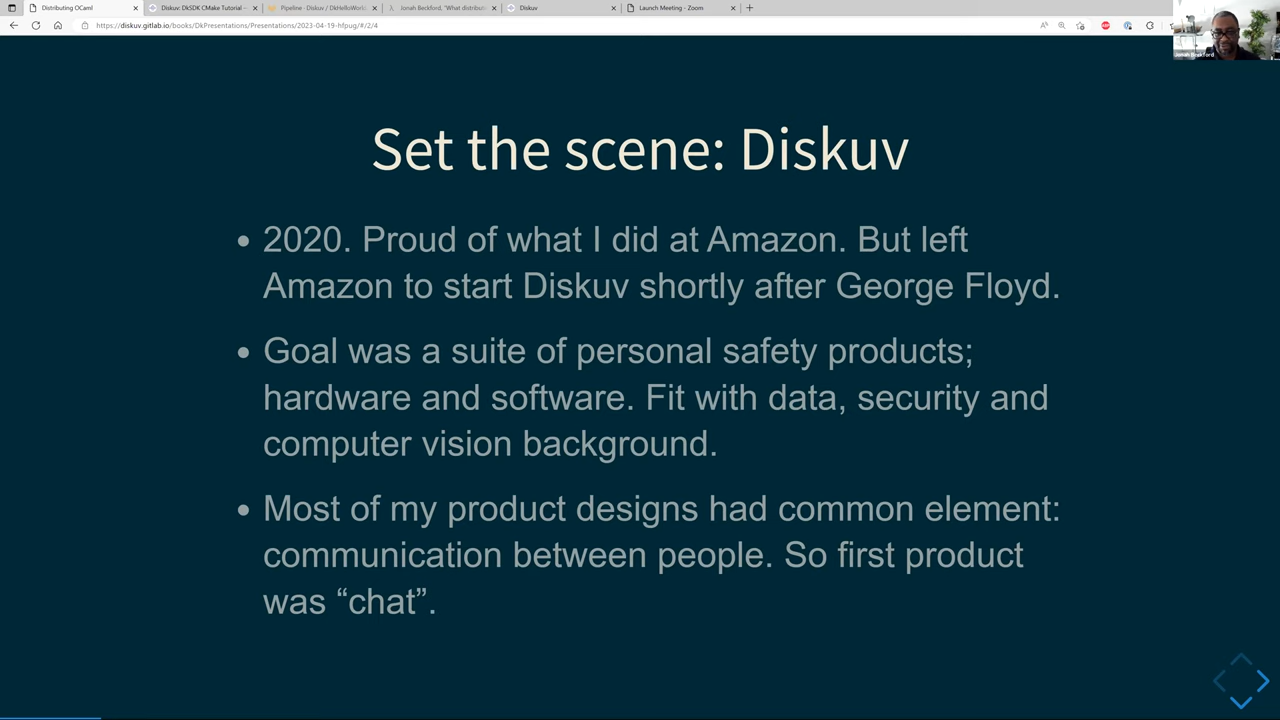 Distributing OCaml
Diskuv: DkSDK CMake Tutorial
Pipeline - Diskuv / DkHelloWorld
Jonah Beckford, "What distribut
Diskuv
Launch Meeting - Zoom
https://diskuv.gitlab.io/books/DkPresentations/Presentations/2023-04-19-hfpug/#/2/4
Jonah Beckford
Set the scene: Diskuv
• 2020. Proud of what I did at Amazon. But left
Amazon to start Diskuv shortly after George Floyd.
• Goal was a suite of personal safety products;
hardware and software. Fit with data, security and
computer vision background.
• Most of my product designs had common element:
communication between people. So first product
was “chat”.